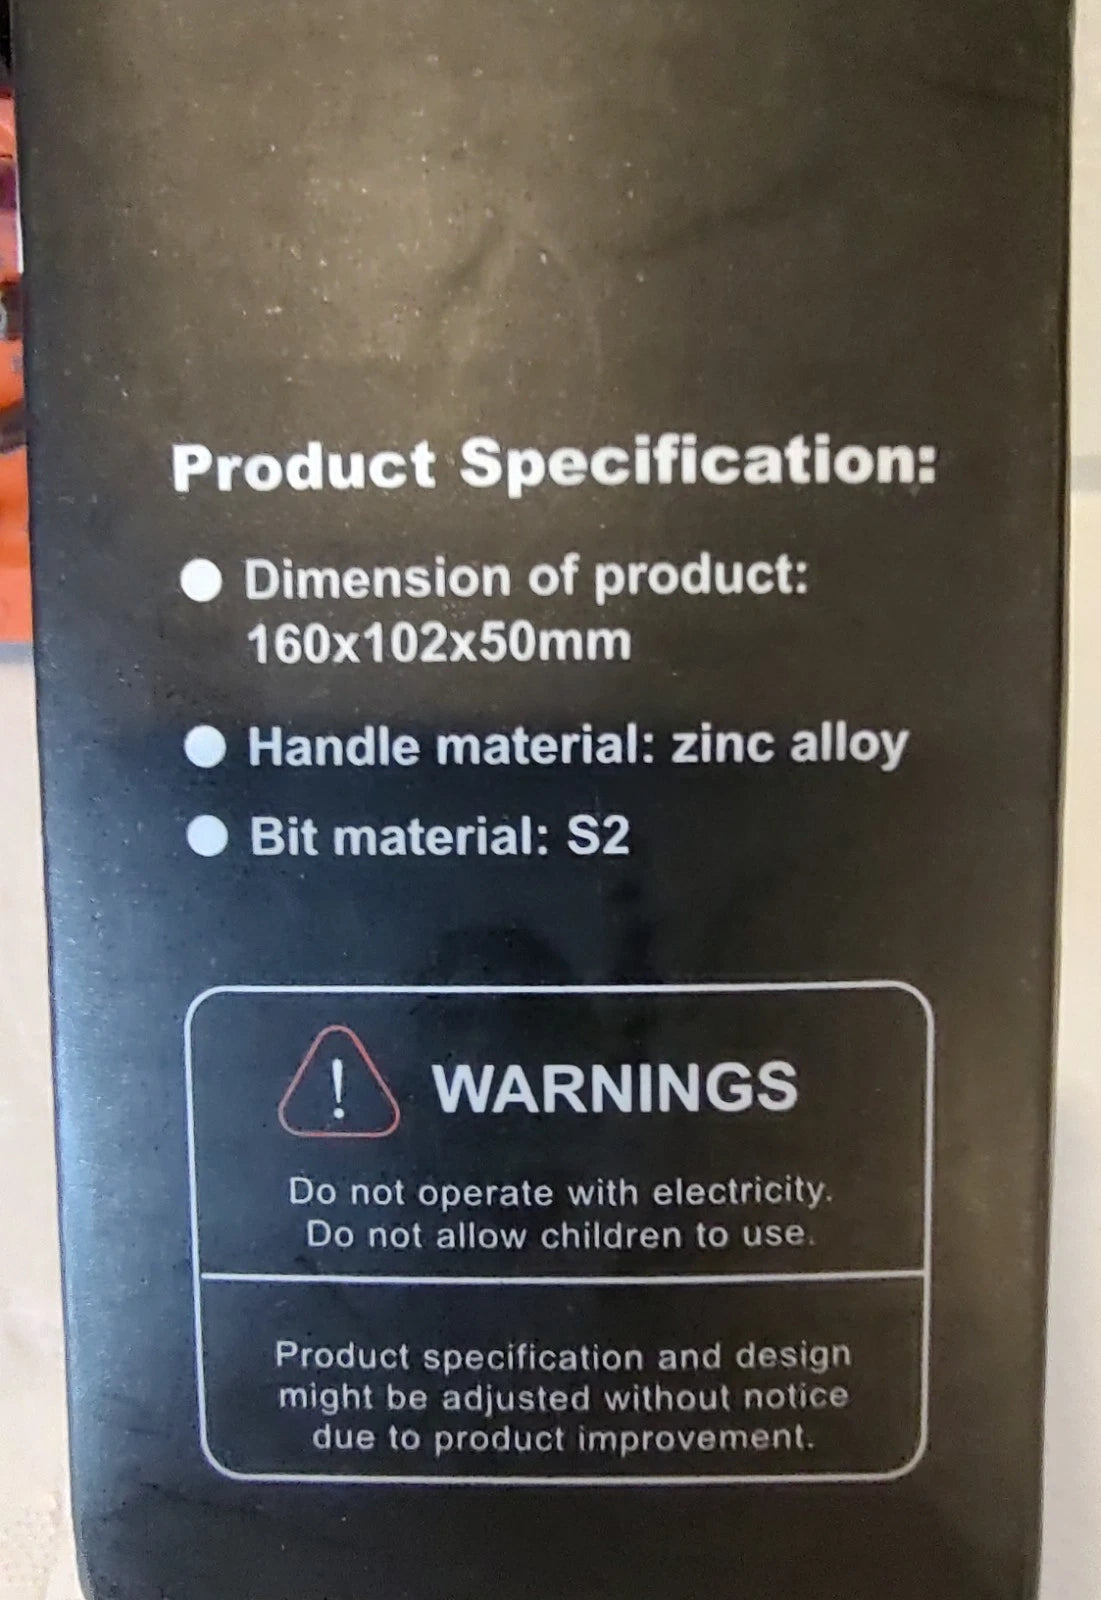 Product Specification:
● Dimension of product:
160x102x50mm
● Handle material: zinc alloy
● Bit material: S2
! WARNINGS
Do not operate with electricity.
Do not allow children to use.
Product specification and design
might be adjusted without notice
due to product improvement.